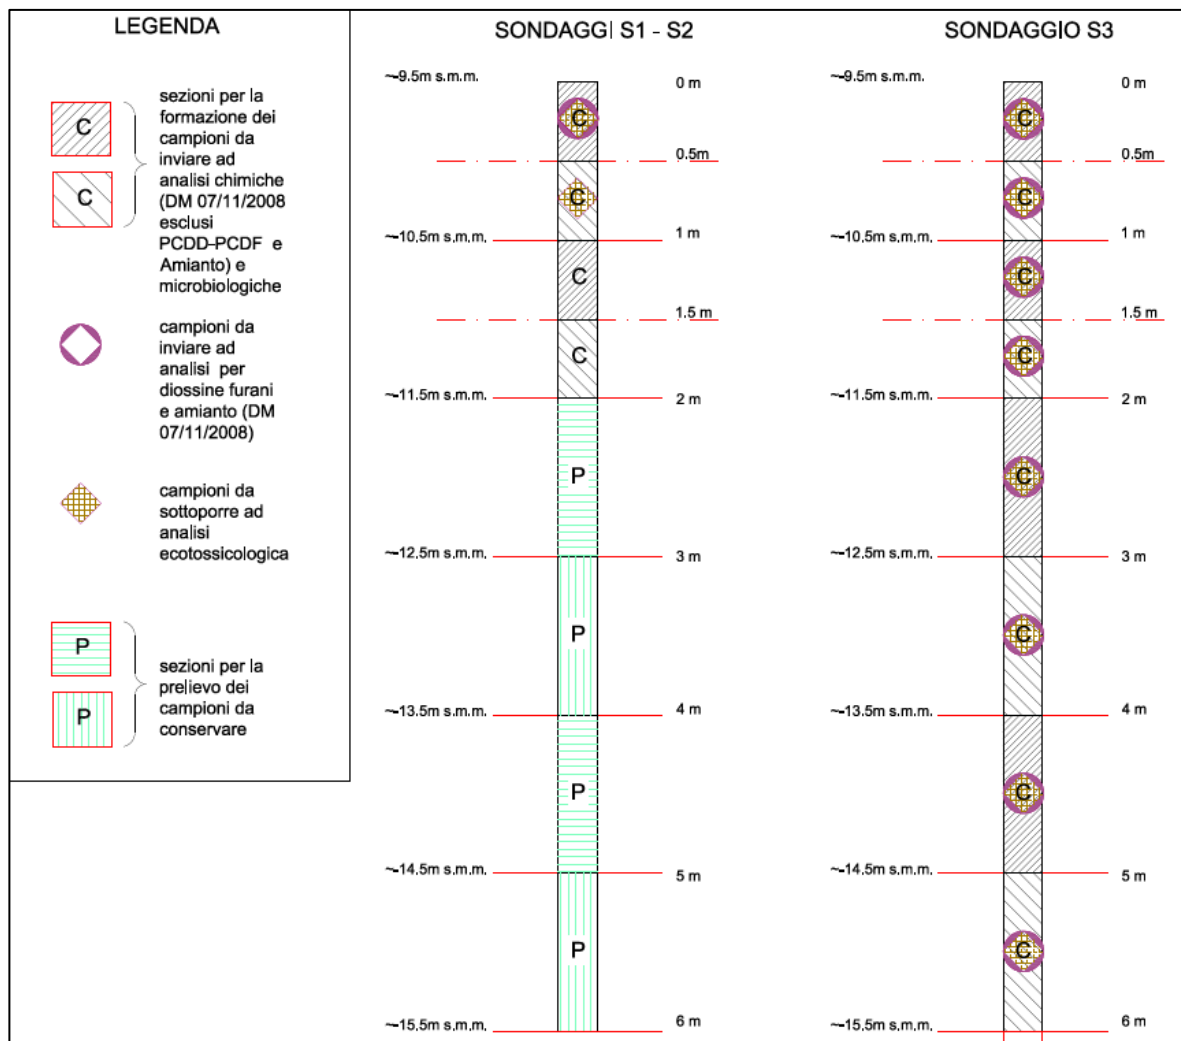 LEGENDA
C
C
sezioni per la
formazione dei
campioni da
inviare ad
analisi chimiche
(DM 07/11/2008
esclusi
PCDD-PCDF e
Amianto) e
microbiologiche
campioni da
inviare ad
analisi per
diossine furani
e amianto (DM
07/11/2008)
campioni da
sottoporre ad
analisi
ecotossicologica
P
P
sezioni per la
prelievo dei
campioni da
conservare
SONDAGGI S1 - S2
~-9.5m s.m.m.
0 m
C
0.5m
C
~-10.5m s.m.m.
1 m
C
1.5 m
C
~-11.5m s.m.m.
2 m
P
~-12.5m s.m.m.
3 m
P
~-13.5m s.m.m.
4 m
P
~-14.5m s.m.m.
5 m
P
~-15.5m s.m.m.
6 m
SONDAGGIO S3
~-9.5m s.m.m.
0 m
C
0.5m
C
~-10.5m s.m.m.
1 m
C
1.5 m
C
~-11.5m s.m.m.
2 m
C
~-12.5m s.m.m.
3 m
C
~-13.5m s.m.m.
4 m
C
~-14.5m s.m.m.
5 m
C
~-15.5m s.m.m.
6 m